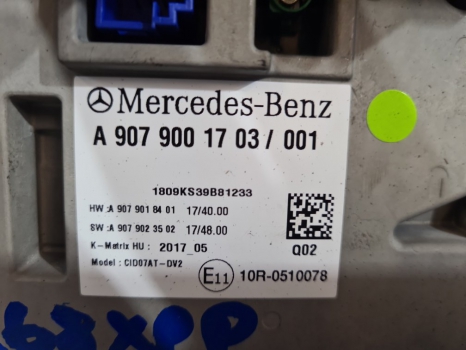 Mercedes-Benz
A 907 900 17 03 / 001
1809KS39B81233
HW :A 907 901 84 01 17/40.00
SW :A 907 902 35 02 17/48.00
K-Matrix HU : 2017_05
Q02
Model : CID07AT-DV2
E11 10R-0510078